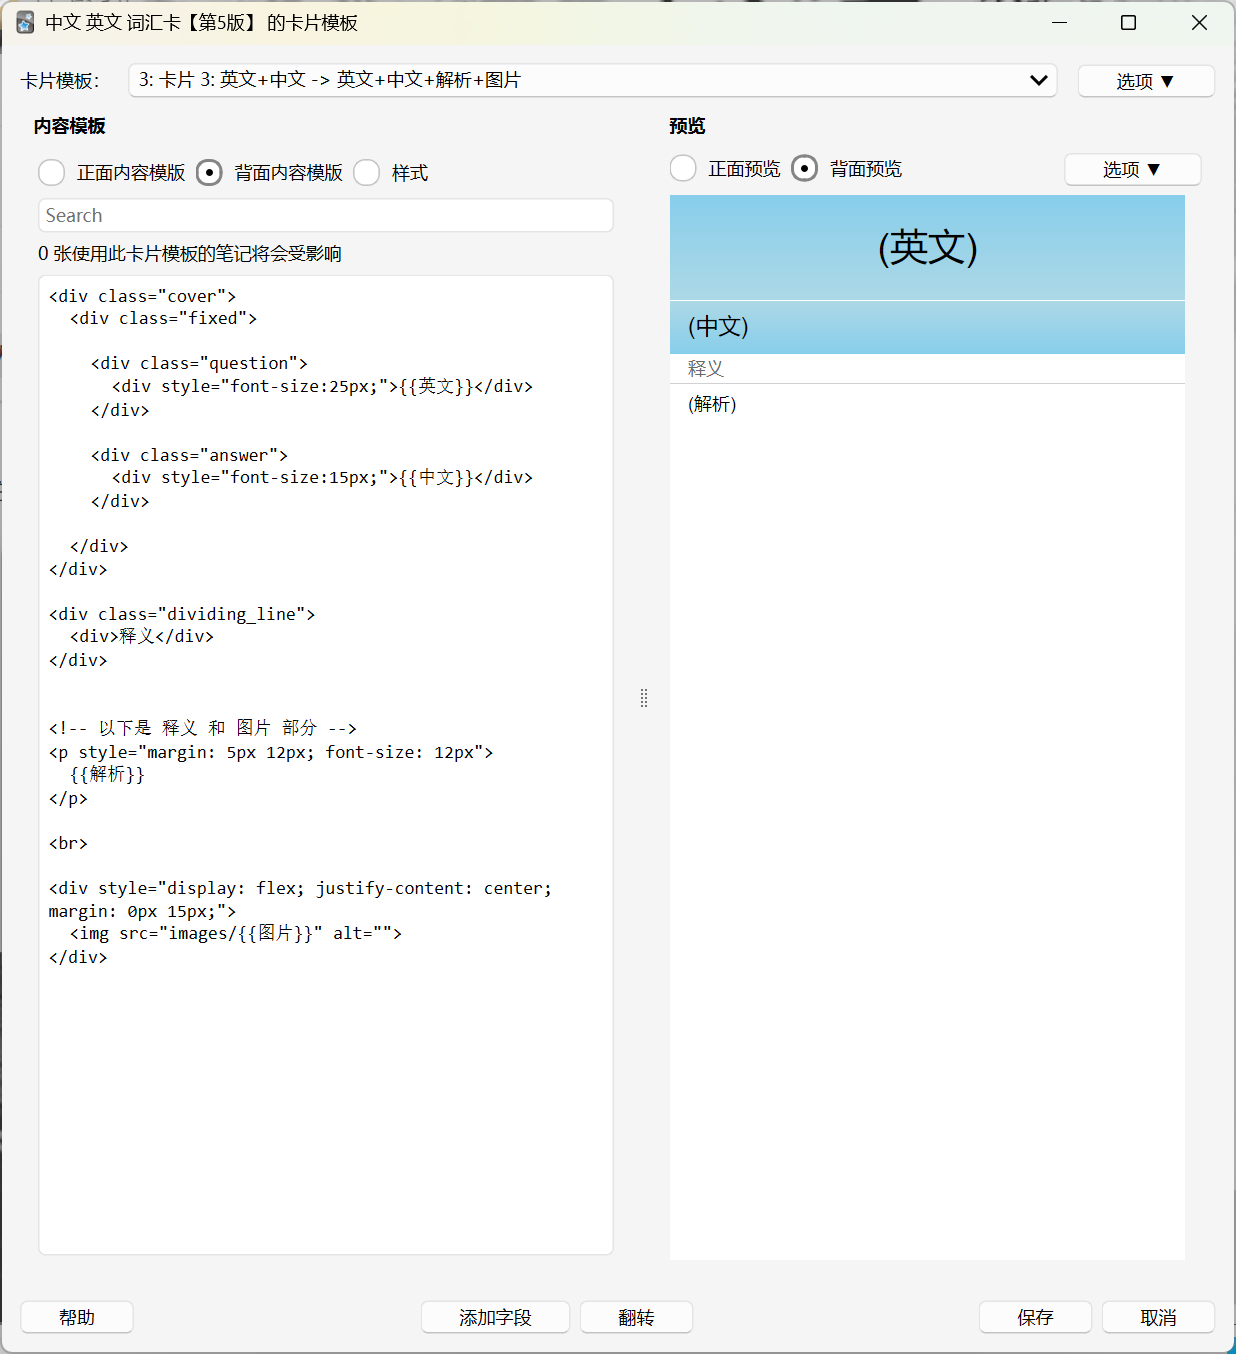 中文 英文 词汇卡【第5版】 的卡片模板
卡片模板： 3: 卡片 3: 英文+中文 -> 英文+中文+解析+图片 选项 ▼
内容模板
正面内容模版 背面内容模版 样式
Search
0 张使用此卡片模板的笔记将会受影响
<div class="cover">
  <div class="fixed">
    <div class="question">
      <div style="font-size:25px;">{{英文}}</div>
    </div>
    <div class="answer">
      <div style="font-size:15px;">{{中文}}</div>
    </div>
  </div>
</div>
<div class="dividing_line">
  <div>释义</div>
</div>
<!-- 以下是 释义 和 图片 部分 -->
<p style="margin: 5px 12px; font-size: 12px">
  {{解析}}
</p>
<br>
<div style="display: flex; justify-content: center;
margin: 0px 15px;">
  <img src="images/{{图片}}" alt="">
</div>
预览
正面预览 背面预览 选项 ▼
(英文)
(中文)
释义
(解析)
帮助 添加字段 翻转 保存 取消